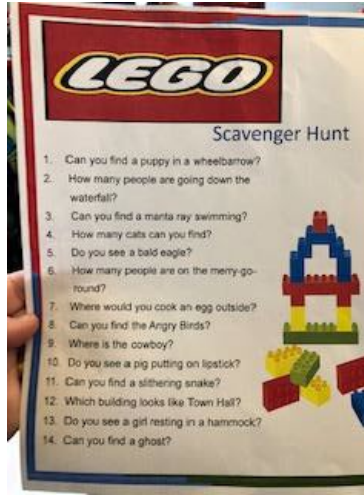 LEGO
Scavenger Hunt
1. Can you find a puppy in a wheelbarrow?
2. How many people are going down the
waterfall?
3. Can you find a manta ray swimming?
4. How many cats can you find?
5. Do you see a bald eagle?
6. How many people are on the merry-go-
round?
7. Where would you cook an egg outside?
8. Can you find the Angry Birds?
9. Where is the cowboy?
10. Do you see a pig putting on lipstick?
11. Can you find a slithering snake?
12. Which building looks like Town Hall?
13. Do you see a girl resting in a hammock?
14. Can you find a ghost?